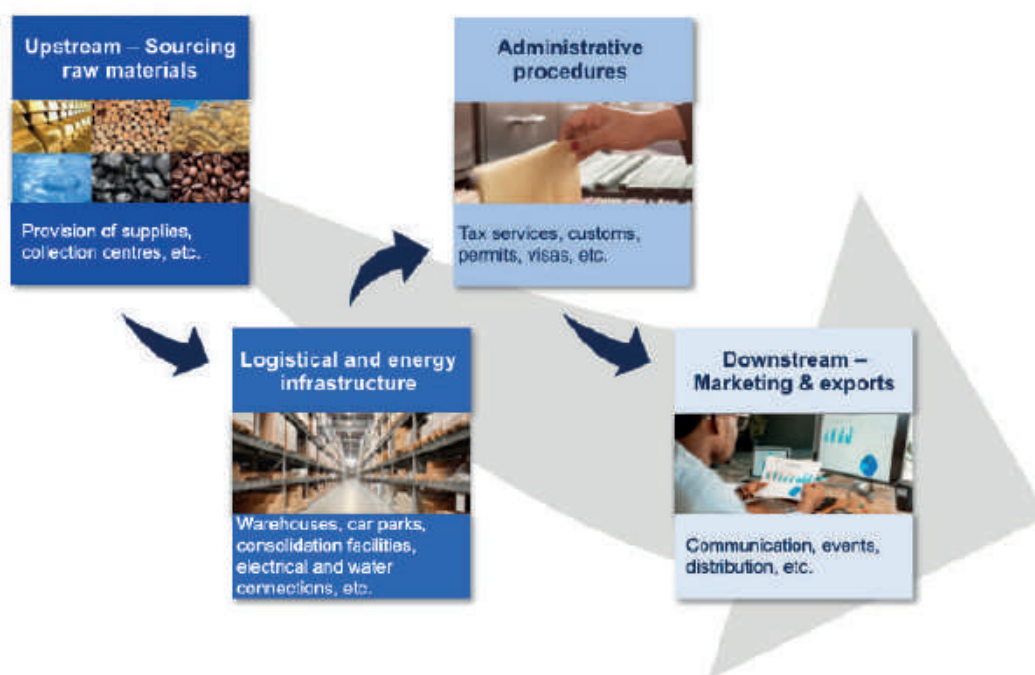 Upstream – Sourcing
raw materials
Provision of supplies,
collection centres, etc.
Logistical and energy
infrastructure
Warehouses, car parks,
consolidation facilities,
electrical and water
connections, etc.
Administrative
procedures
Tax services, customs,
permits, visas, etc.
Downstream –
Marketing & exports
Communication, events,
distribution, etc.